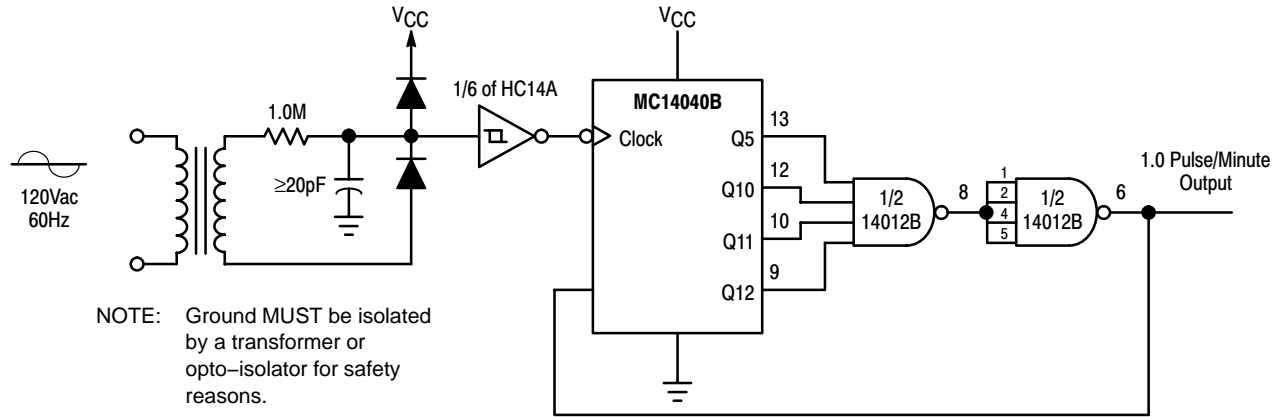 VCC
VCC
1/6 of HC14A
1.0M
≥20pF
120Vac
60Hz
MC14040B
Clock
Q5
Q10
Q11
Q12
13
12
10
9
1/2
14012B
8
1
2
4
5
1/2
14012B
6
1.0 Pulse/Minute
Output
NOTE: Ground MUST be isolated
by a transformer or
opto–isolator for safety
reasons.